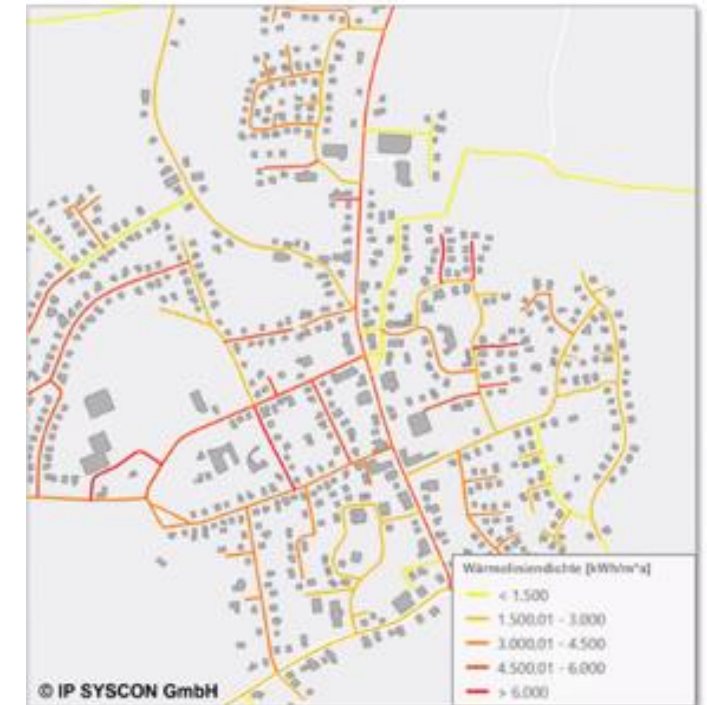 Wärmeliniendichte [kWh/m*a]
< 1.500
1.500,01 - 3.000
3.000,01 - 4.500
4.500,01 - 6.000
> 6.000
© IP SYSCON GmbH